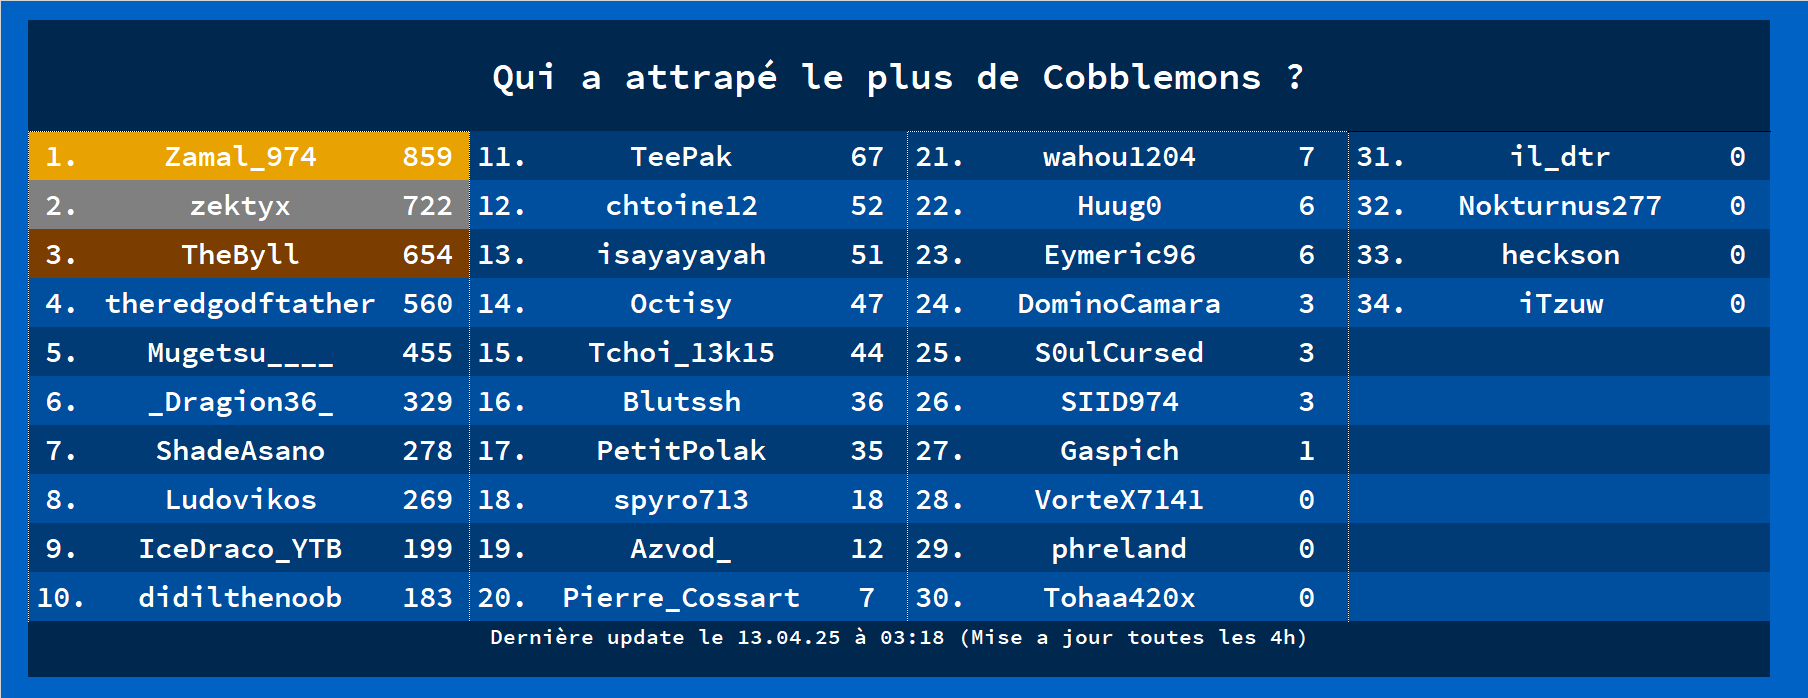 Qui a attrapé le plus de Cobblemons ?
1. Zamal_974 859
2. zektyx 722
3. TheByll 654
4. theredgodftather 560
5. Mugetsu____ 455
6. _Dragion36_ 329
7. ShadeAsano 278
8. Ludovikos 269
9. IceDraco_YTB 199
10. didilthenoob 183
11. TeePak 67
12. chtoine12 52
13. isayayayah 51
14. Octisy 47
15. Tchoi_13k15 44
16. Blutssh 36
17. PetitPolak 35
18. spyro713 18
19. Azvod_ 12
20. Pierre_Cossart 7
21. wahou1204 7
22. Huug0 6
23. Eymeric96 6
24. DominoCamara 3
25. S0ulCursed 3
26. SIID974 3
27. Gaspich 1
28. VorteX7141 0
29. phreland 0
30. Tohaa420x 0
31. il_dtr 0
32. Nokturnus277 0
33. heckson 0
34. iTzuw 0
Dernière update le 13.04.25 à 03:18 (Mise a jour toutes les 4h)